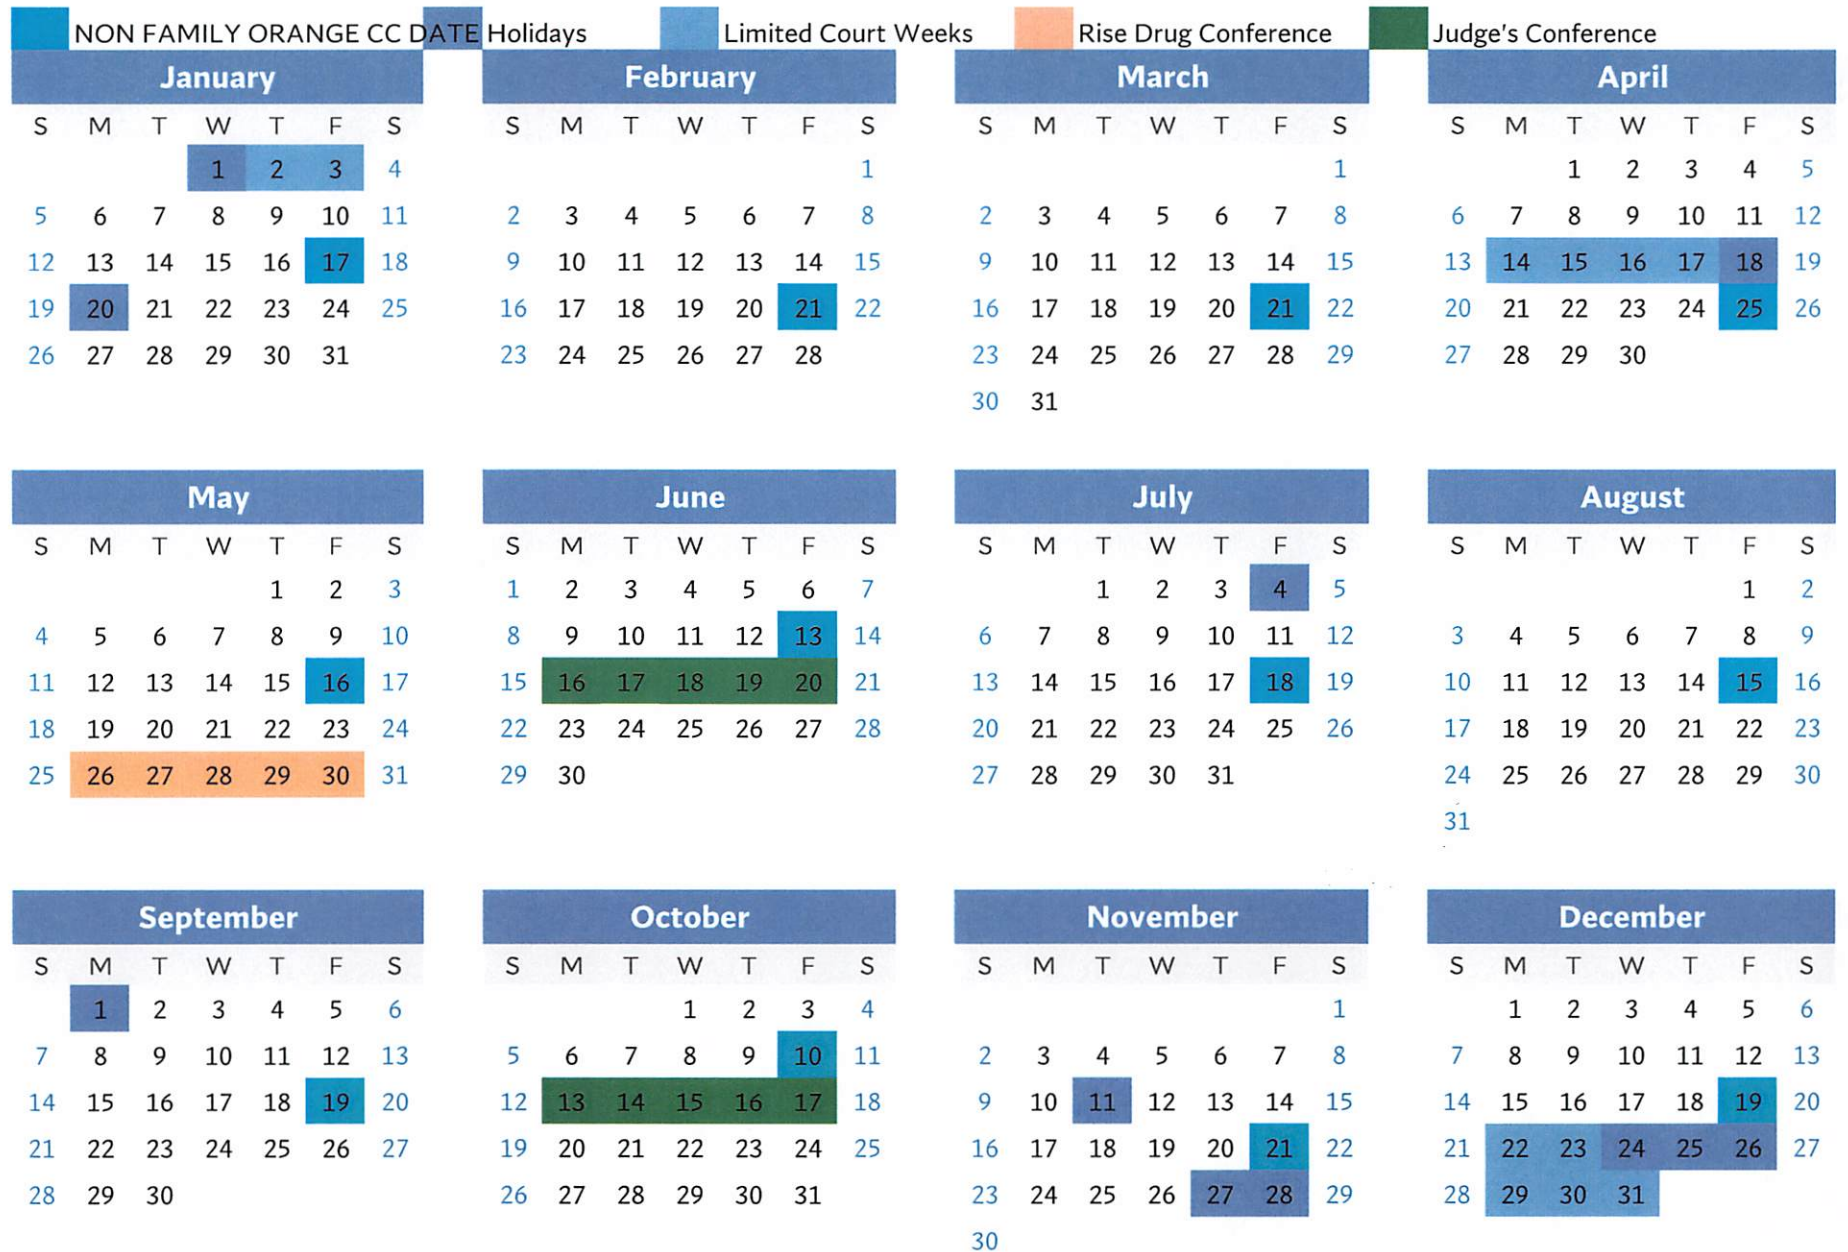 NON FAMILY ORANGE CC DATE Holidays Limited Court Weeks Rise Drug Conference Judge's Conference
January February March April
S M T W T F S S M T W T F S S M T W T F S S M T W T F S
1 2 3 4 1 1 1 2 3 4 5
5 6 7 8 9 10 11 2 3 4 5 6 7 8 2 3 4 5 6 7 8 6 7 8 9 10 11 12
12 13 14 15 16 17 18 9 10 11 12 13 14 15 9 10 11 12 13 14 15 13 14 15 16 17 18 19
19 20 21 22 23 24 25 16 17 18 19 20 21 22 16 17 18 19 20 21 22 20 21 22 23 24 25 26
26 27 28 29 30 31 23 24 25 26 27 28 23 24 25 26 27 28 29 27 28 29 30
30 31
May June July August
S M T W T F S S M T W T F S S M T W T F S S M T W T F S
1 2 3 1 2 3 4 5 6 7 1 2 3 4 5 1 2
4 5 6 7 8 9 10 8 9 10 11 12 13 14 6 7 8 9 10 11 12 3 4 5 6 7 8 9
11 12 13 14 15 16 17 15 16 17 18 19 20 21 13 14 15 16 17 18 19 10 11 12 13 14 15 16
18 19 20 21 22 23 24 22 23 24 25 26 27 28 20 21 22 23 24 25 26 17 18 19 20 21 22 23
25 26 27 28 29 30 31 29 30 27 28 29 30 31 24 25 26 27 28 29 30
31
September October November December
S M T W T F S S M T W T F S S M T W T F S S M T W T F S
1 2 3 4 5 6 1 2 3 4 1 1 2 3 4 5 6
7 8 9 10 11 12 13 5 6 7 8 9 10 11 2 3 4 5 6 7 8 7 8 9 10 11 12 13
14 15 16 17 18 19 20 12 13 14 15 16 17 18 9 10 11 12 13 14 15 14 15 16 17 18 19 20
21 22 23 24 25 26 27 19 20 21 22 23 24 25 16 17 18 19 20 21 22 21 22 23 24 25 26 27
28 29 30 26 27 28 29 30 31 23 24 25 26 27 28 29 28 29 30 31
30